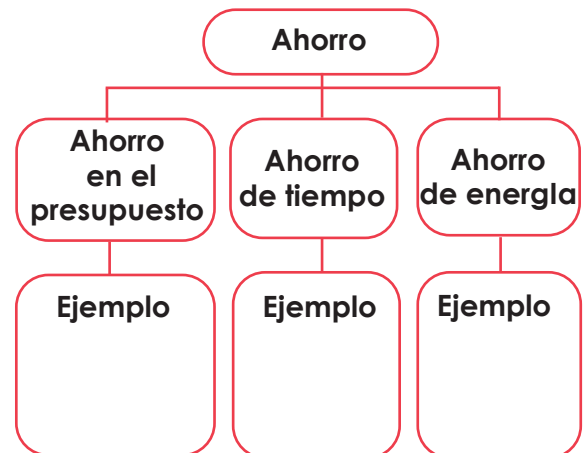 Ahorro
Ahorro
en el
presupuesto
Ahorro
de tiempo
Ahorro
de energla
Ejemplo
Ejemplo
Ejemplo